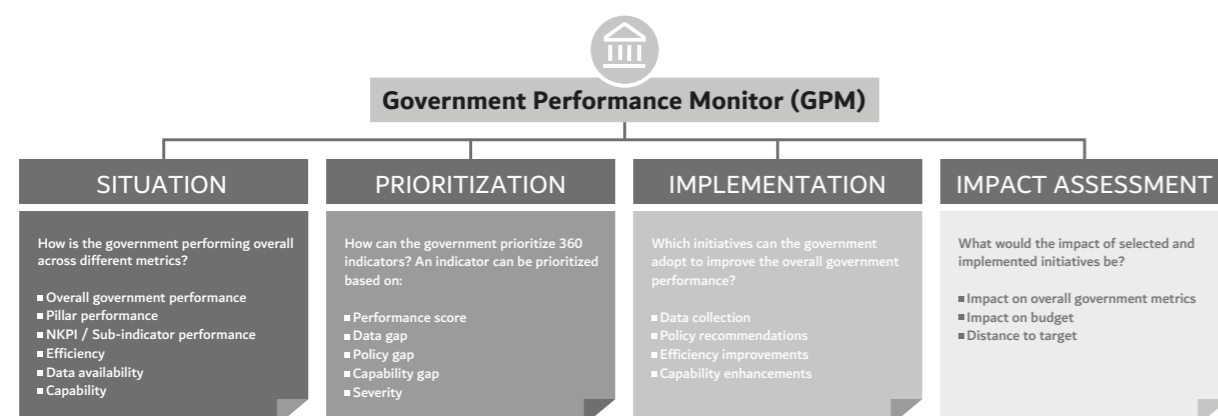 Government Performance Monitor (GPM)
SITUATION
How is the government performing overall
across different metrics?
▪ Overall government performance
▪ Pillar performance
▪ NKPI / Sub-indicator performance
▪ Efficiency
▪ Data availability
▪ Capability
PRIORITIZATION
How can the government prioritize 360
indicators? An indicator can be prioritized
based on:
▪ Performance score
▪ Data gap
▪ Policy gap
▪ Capability gap
▪ Severity
IMPLEMENTATION
Which initiatives can the government
adopt to improve the overall government
performance?
▪ Data collection
▪ Policy recommendations
▪ Efficiency improvements
▪ Capability enhancements
IMPACT ASSESSMENT
What would the impact of selected and
implemented initiatives be?
▪ Impact on overall government metrics
▪ Impact on budget
▪ Distance to target